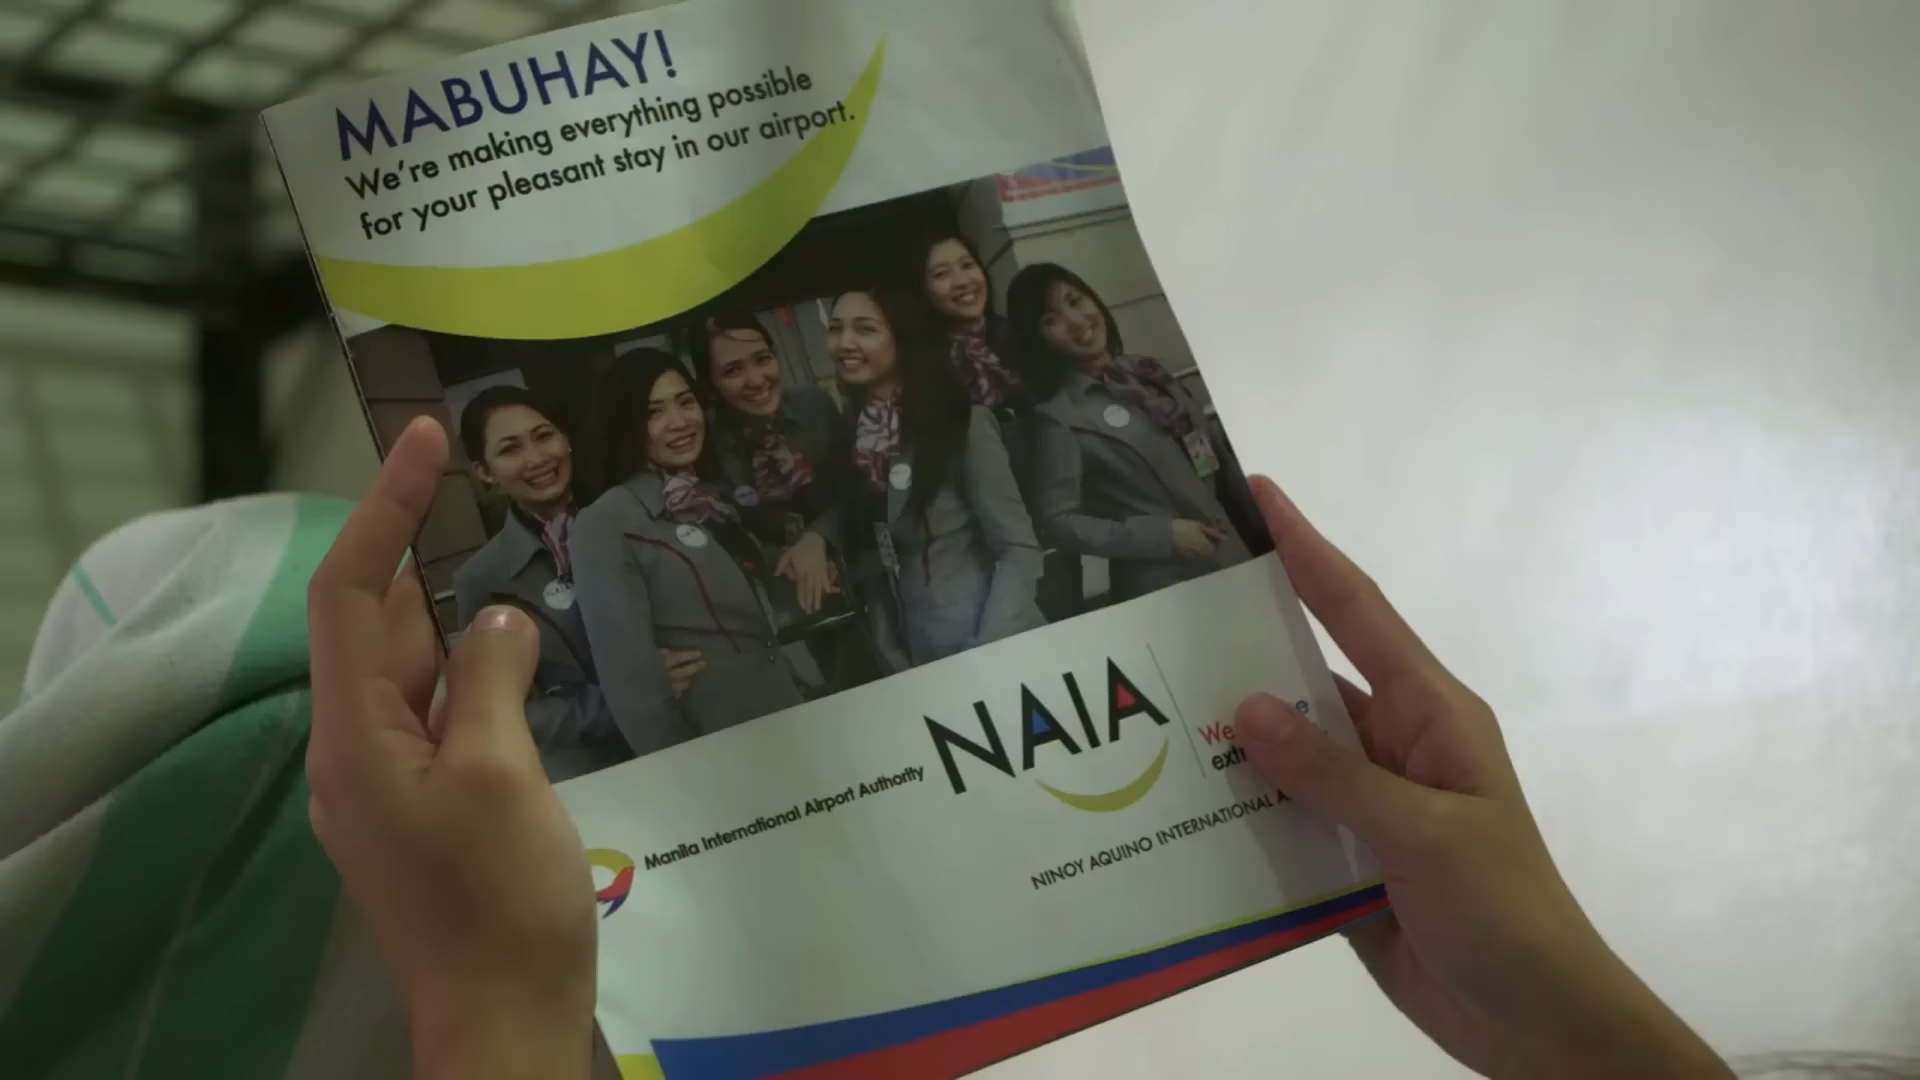 MABUHAY!
We're making everything possible
for your pleasant stay in our airport.
Manila International Airport Authority
NAIA
We
NINOY AQUINO INTERNATIONAL